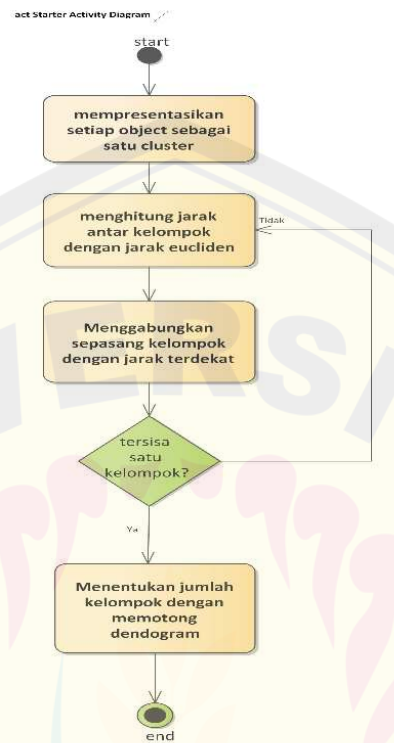 act Starter Activity Diagram
start
mempresentasikan
setiap object sebagai
satu cluster
menghitung jarak
antar kelompok
dengan jarak eucliden
Tidak
Menggabungkan
sepasang kelompok
dengan jarak terdekat
tersisa
satu
kelompok?
Ya
Menentukan jumlah
kelompok dengan
memotong
dendogram
end